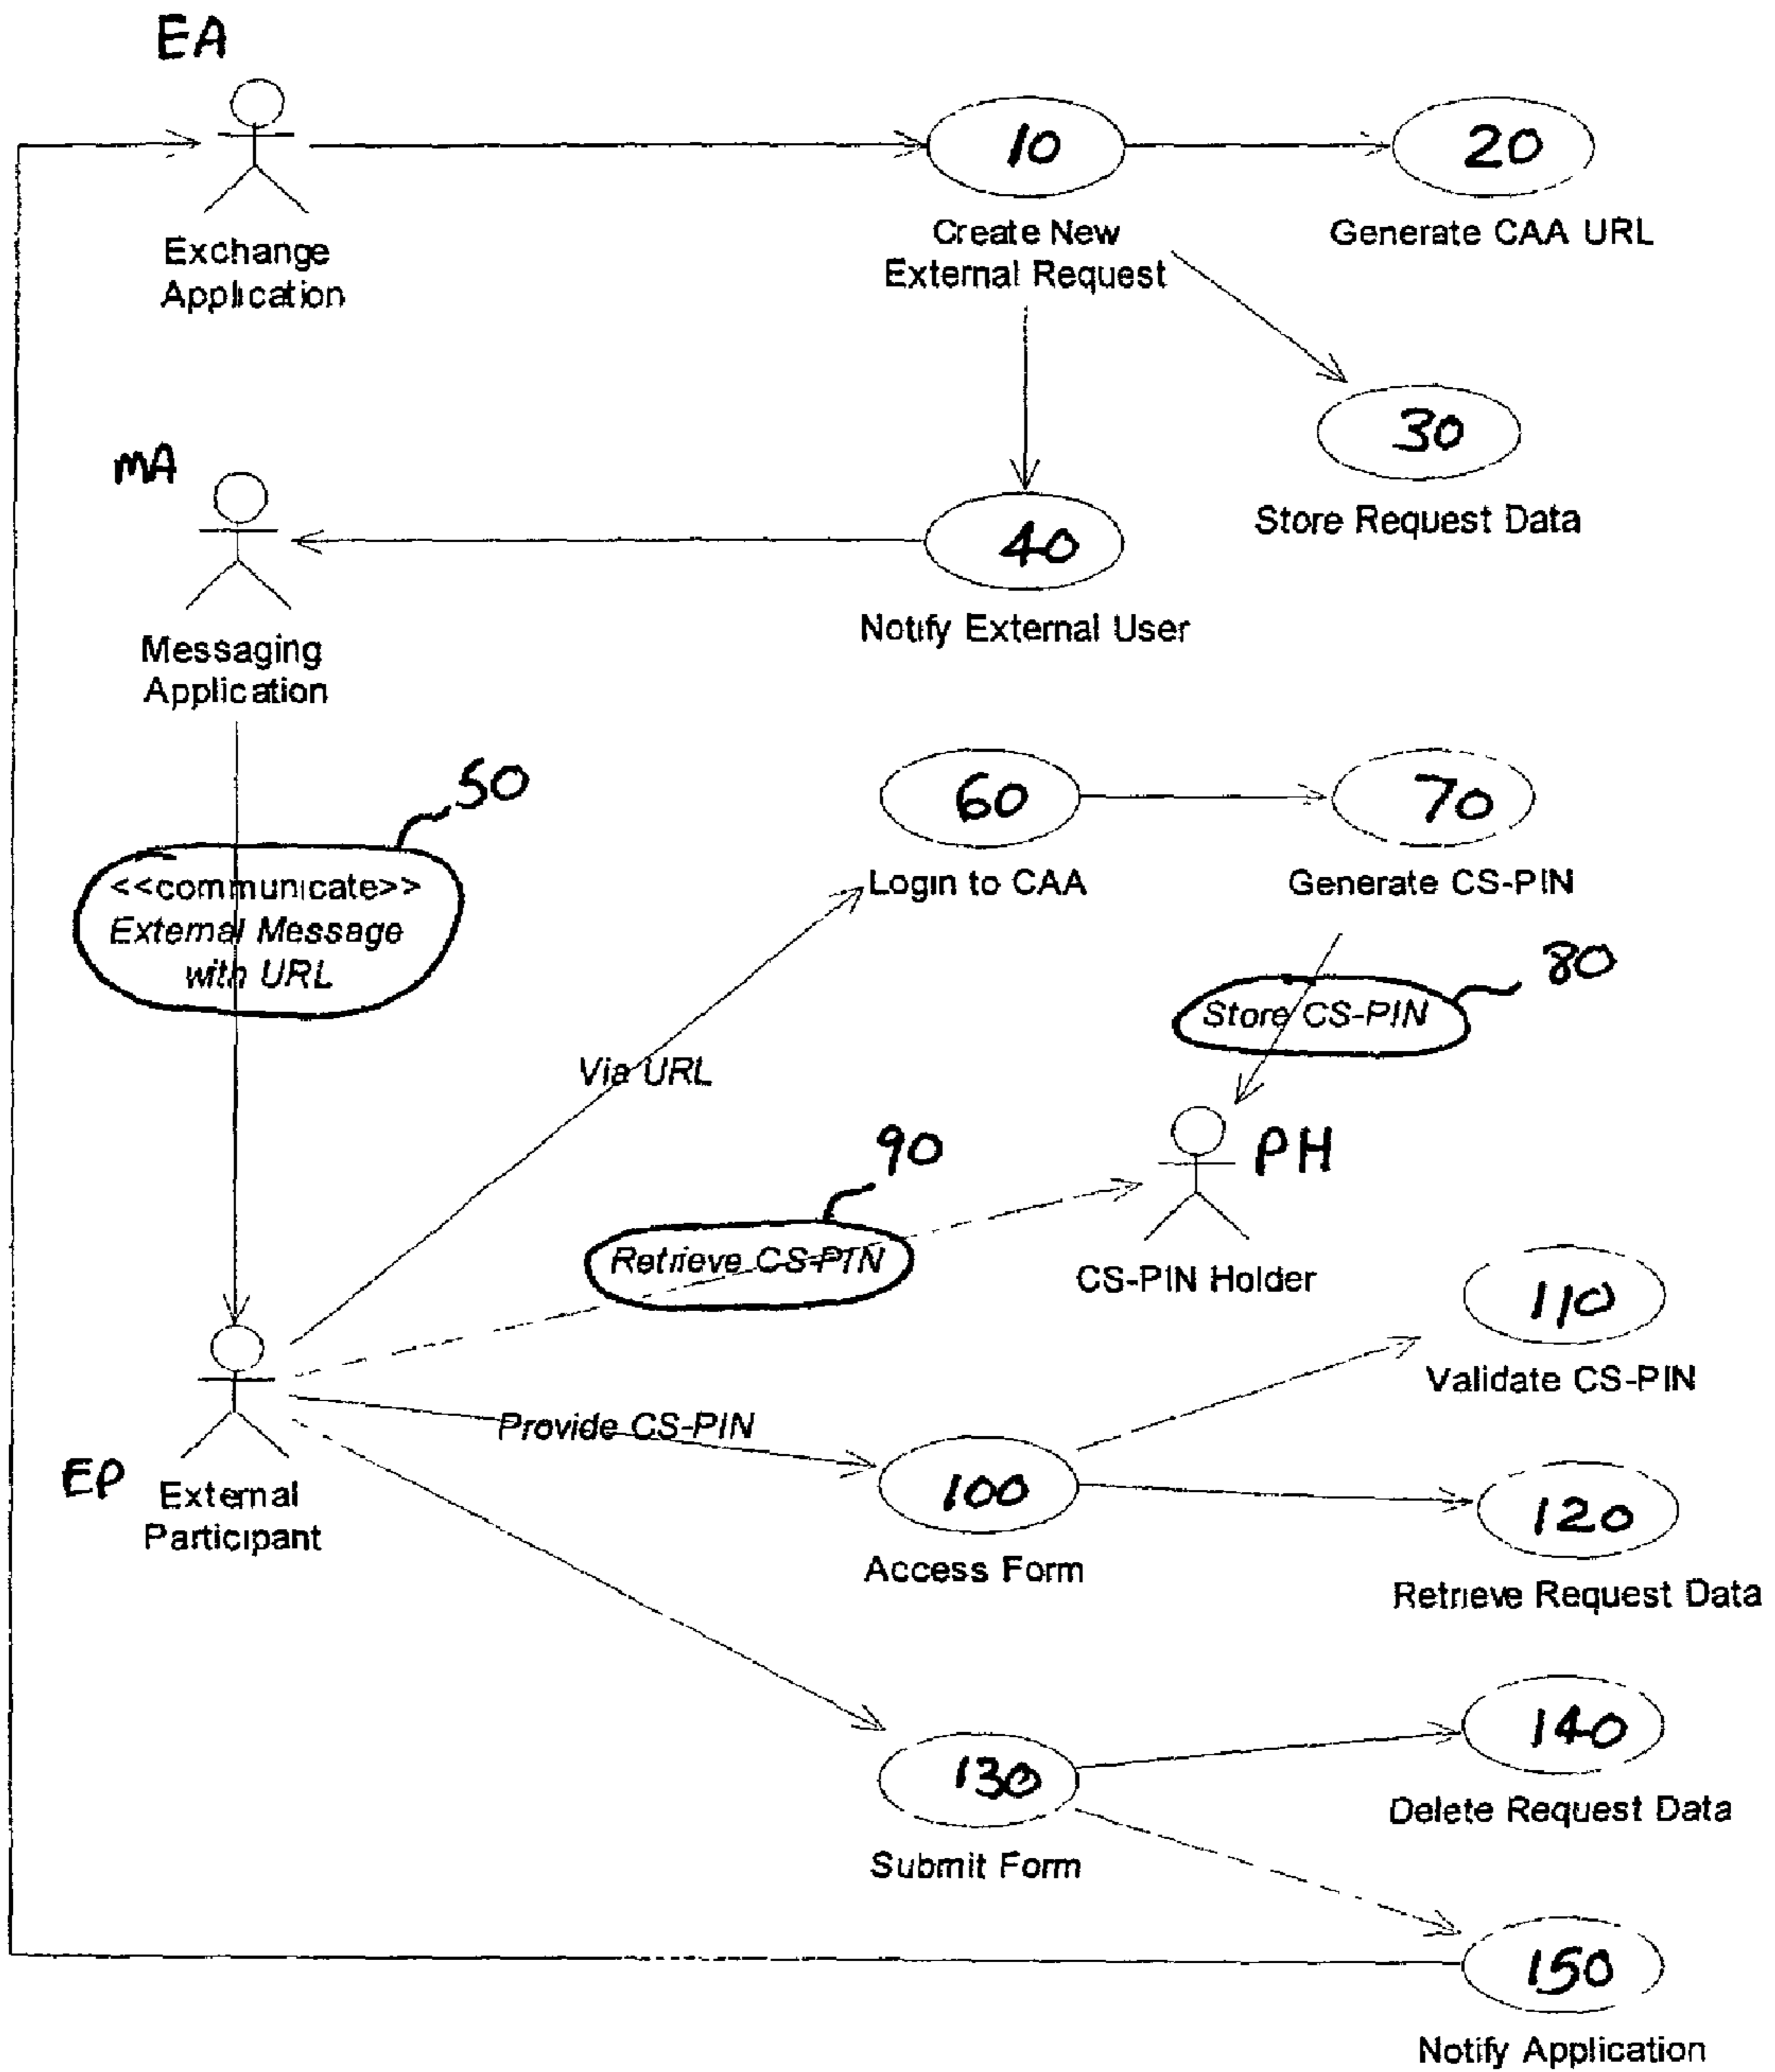 EA
Exchange
Application
10
Create New
External Request
20
Generate CAA URL
30
Store Request Data
MA
Messaging
Application
40
Notify External User
50
<<communicate>>
External Message
with URL
60
Login to CAA
70
Generate CS-PIN
80
Store CS-PIN
Via URL
90
Retrieve CS-PIN
PH
CS-PIN Holder
110
Validate CS-PIN
Provide CS-PIN
EP
External
Participant
100
Access Form
120
Retrieve Request Data
130
Submit Form
140
Delete Request Data
150
Notify Application